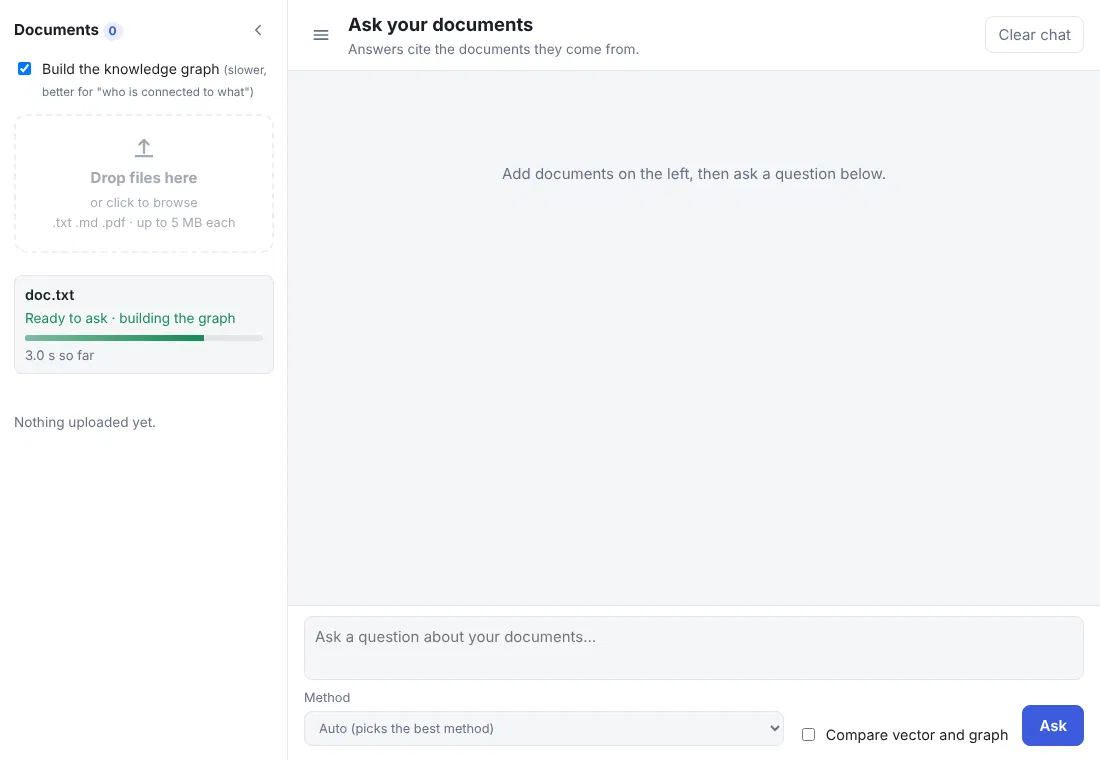 Documents 0
Build the knowledge graph (slower,
better for "who is connected to what")
Drop files here
or click to browse
.txt .md .pdf · up to 5 MB each
doc.txt
Ready to ask · building the graph
3.0 s so far
Nothing uploaded yet.
Ask your documents
Answers cite the documents they come from.
Clear chat
Add documents on the left, then ask a question below.
Ask a question about your documents...
Method
Auto (picks the best method)
Compare vector and graph
Ask